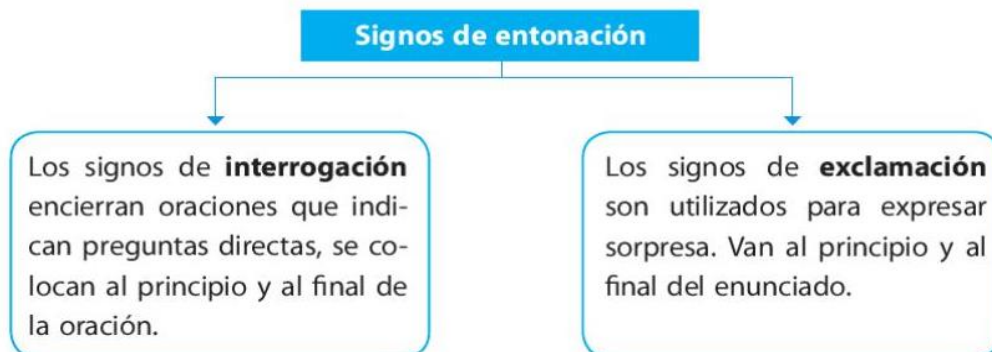 Signos de entonación
Los signos de interrogación
encierran oraciones que indi-
can preguntas directas, se co-
locan al principio y al final de
la oración.
Los signos de exclamación
son utilizados para expresar
sorpresa. Van al principio y al
final del enunciado.